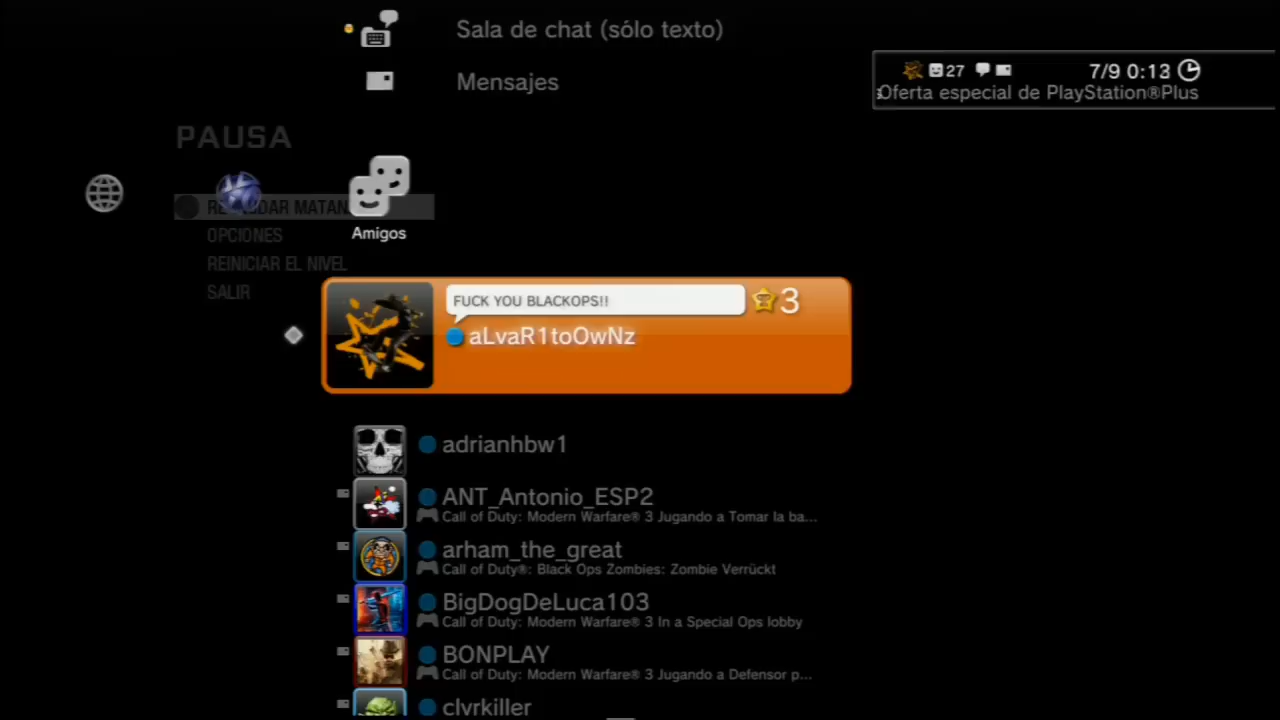 Sala de chat (sólo texto)
27
7/9 0:13
Oferta especial de PlayStation®Plus
Mensajes
PAUSA
OPCIONES
REINICIAR EL NIVEL
SALIR
Amigos
FUCK YOU BLACKOPS!!
3
aLvaR1toOwNz
adrianhbw1
ANT_Antonio_ESP2
Call of Duty: Modern Warfare® 3 Jugando a Tomar la ba...
arham_the_great
Call of Duty®: Black Ops Zombies: Zombie Verrückt
BigDogDeLuca103
Call of Duty: Modern Warfare® 3 In a Special Ops lobby
BONPLAY
Call of Duty: Modern Warfare® 3 Jugando a Defensor p...
clvrkiller